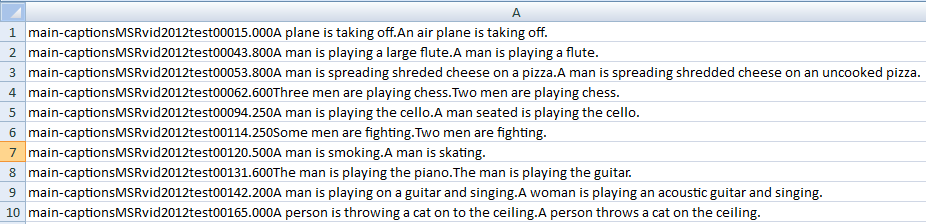 A
1 main-captionsMSRvid2012test00015.000A plane is taking off.An air plane is taking off.
2 main-captionsMSRvid2012test00043.800A man is playing a large flute.A man is playing a flute.
3 main-captionsMSRvid2012test00053.800A man is spreading shreded cheese on a pizza.A man is spreading shredded cheese on an uncooked pizza.
4 main-captionsMSRvid2012test00062.600Three men are playing chess.Two men are playing chess.
5 main-captionsMSRvid2012test00094.250A man is playing the cello.A man seated is playing the cello.
6 main-captionsMSRvid2012test00114.250Some men are fighting.Two men are fighting.
7 main-captionsMSRvid2012test00120.500A man is smoking.A man is skating.
8 main-captionsMSRvid2012test00131.600The man is playing the piano.The man is playing the guitar.
9 main-captionsMSRvid2012test00142.200A man is playing on a guitar and singing.A woman is playing an acoustic guitar and singing.
10 main-captionsMSRvid2012test00165.000A person is throwing a cat on to the ceiling.A person throws a cat on the ceiling.